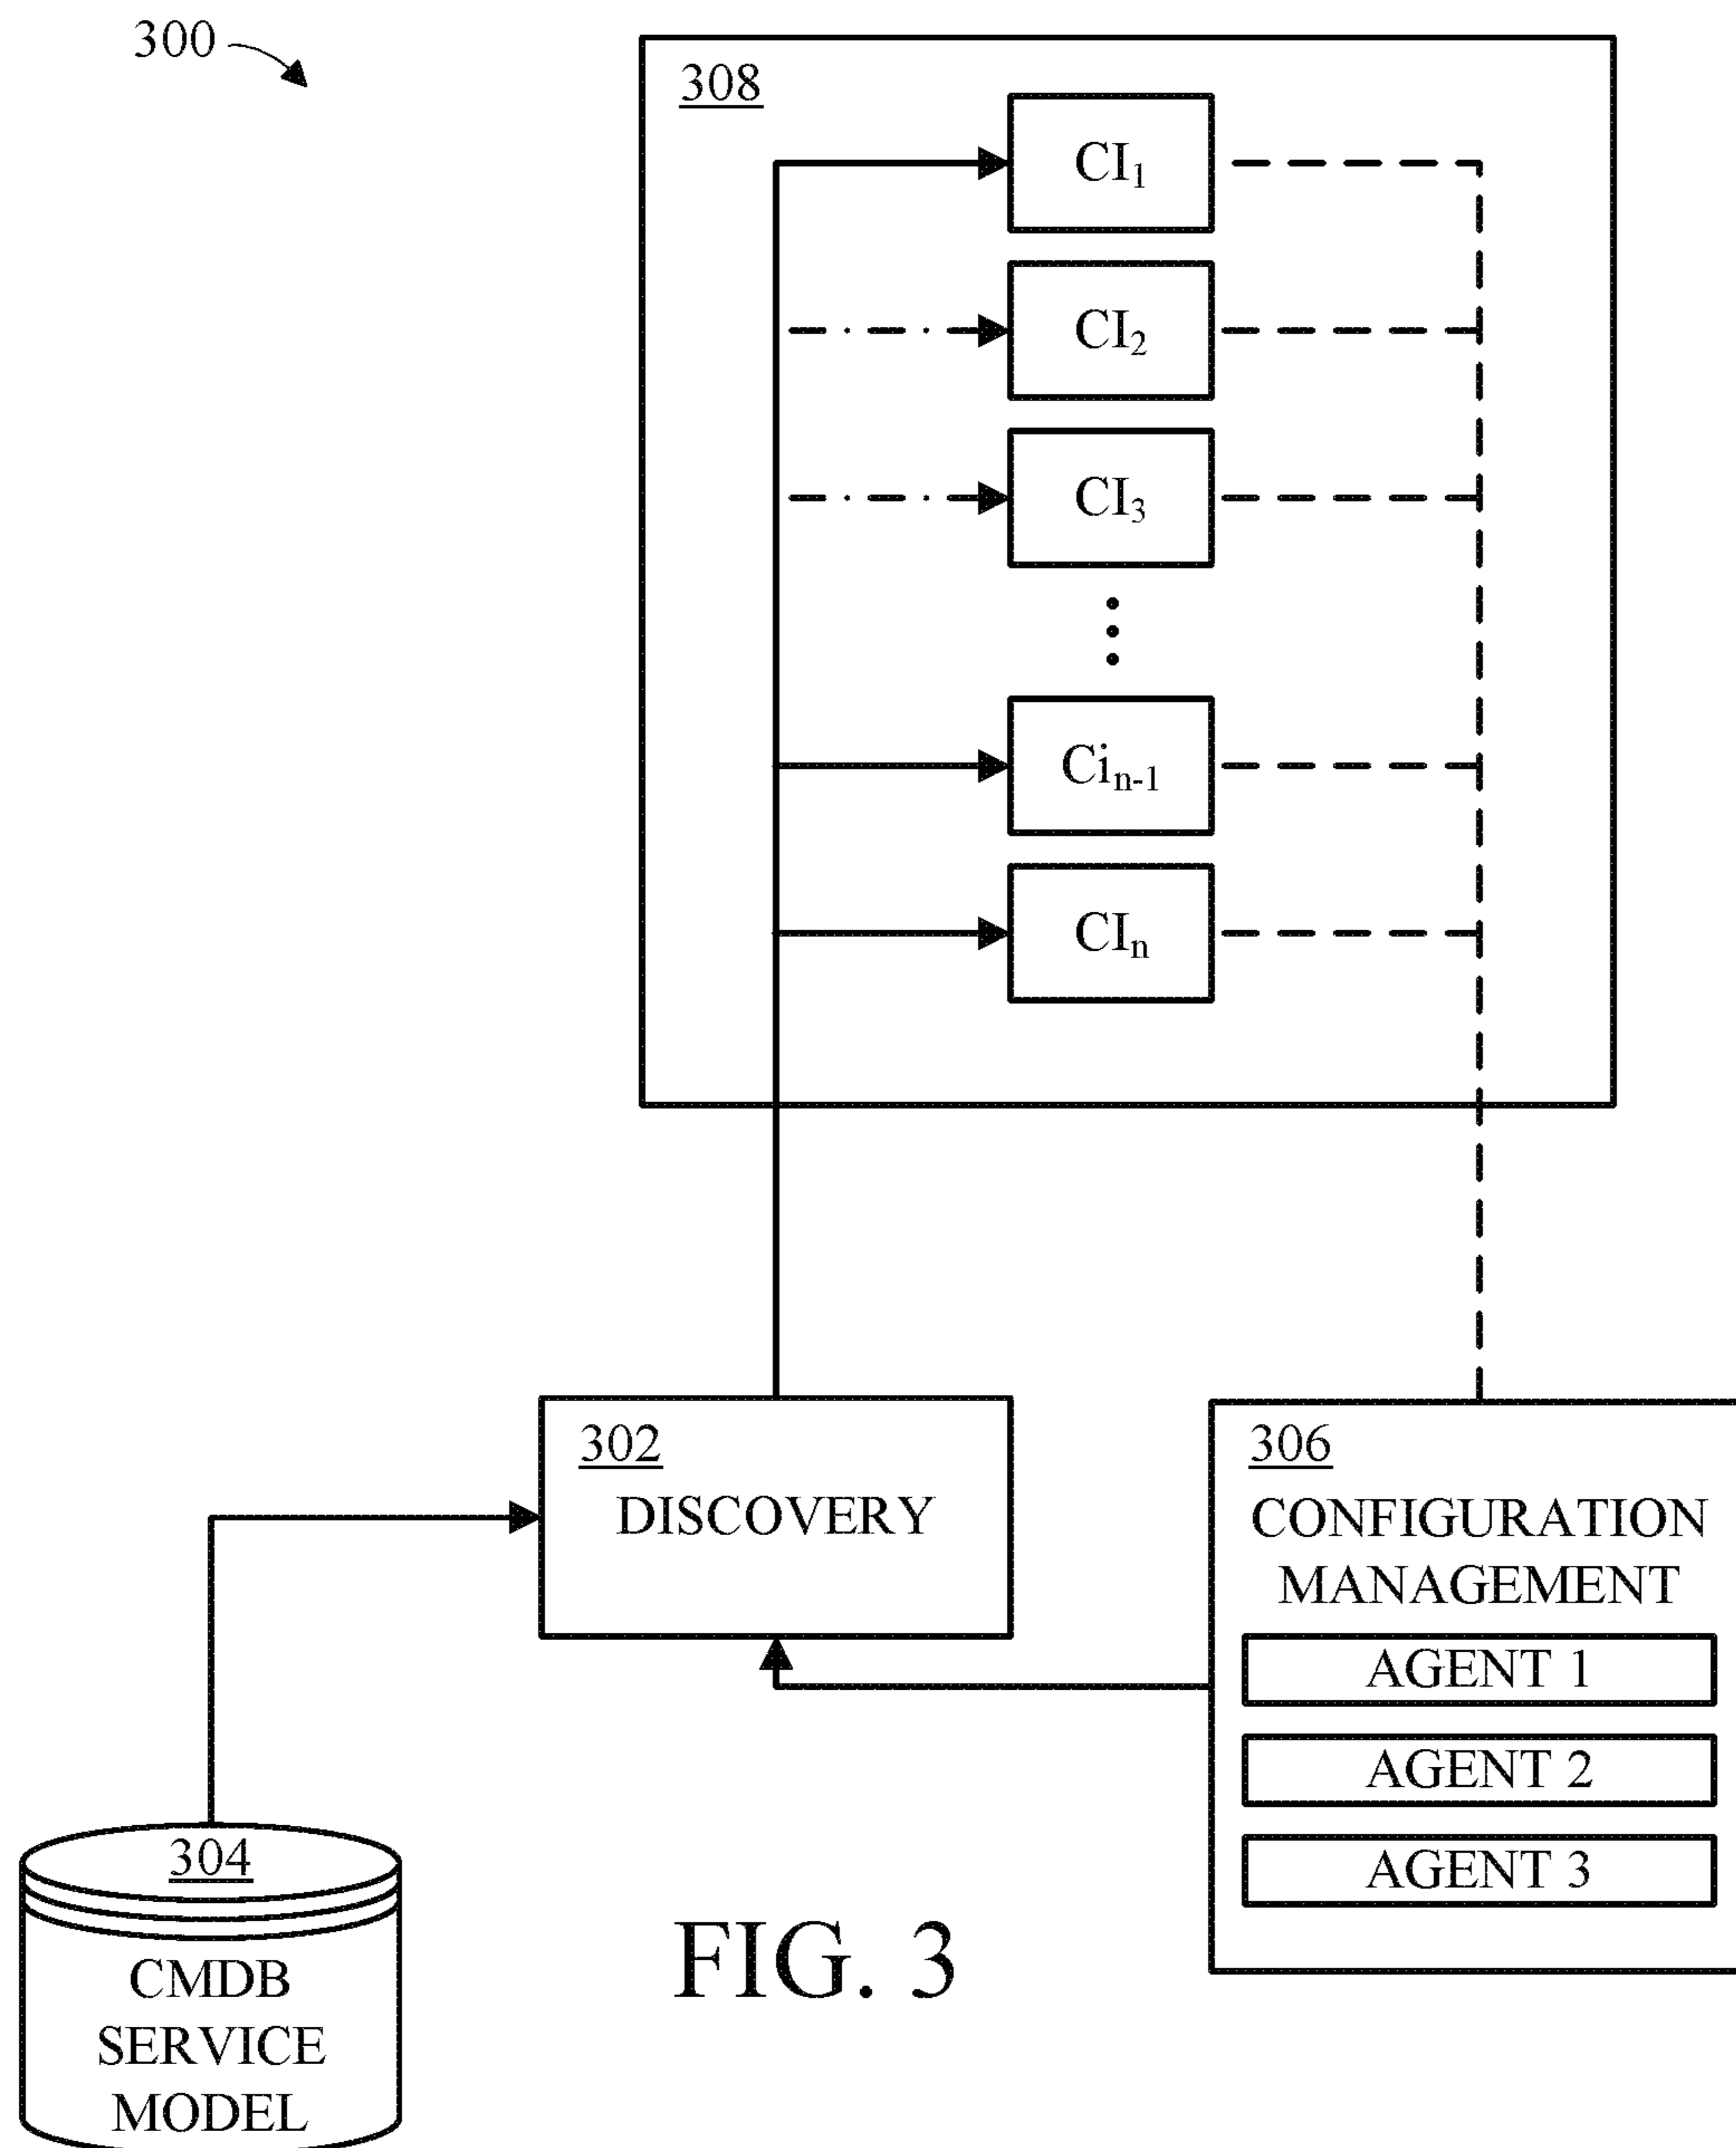 300
308
CI₁
CI₂
CI₃
Ciₙ₋₁
CIₙ
302
DISCOVERY
306
CONFIGURATION
MANAGEMENT
AGENT 1
AGENT 2
AGENT 3
304
CMDB
SERVICE
MODEL
FIG. 3